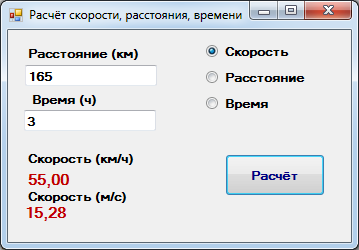 Расчёт скорости, расстояния, времени
Расстояние (км)
165
Время (ч)
3
Скорость
Расстояние
Время
Скорость (км/ч)
55,00
Скорость (м/с)
15,28
Расчёт